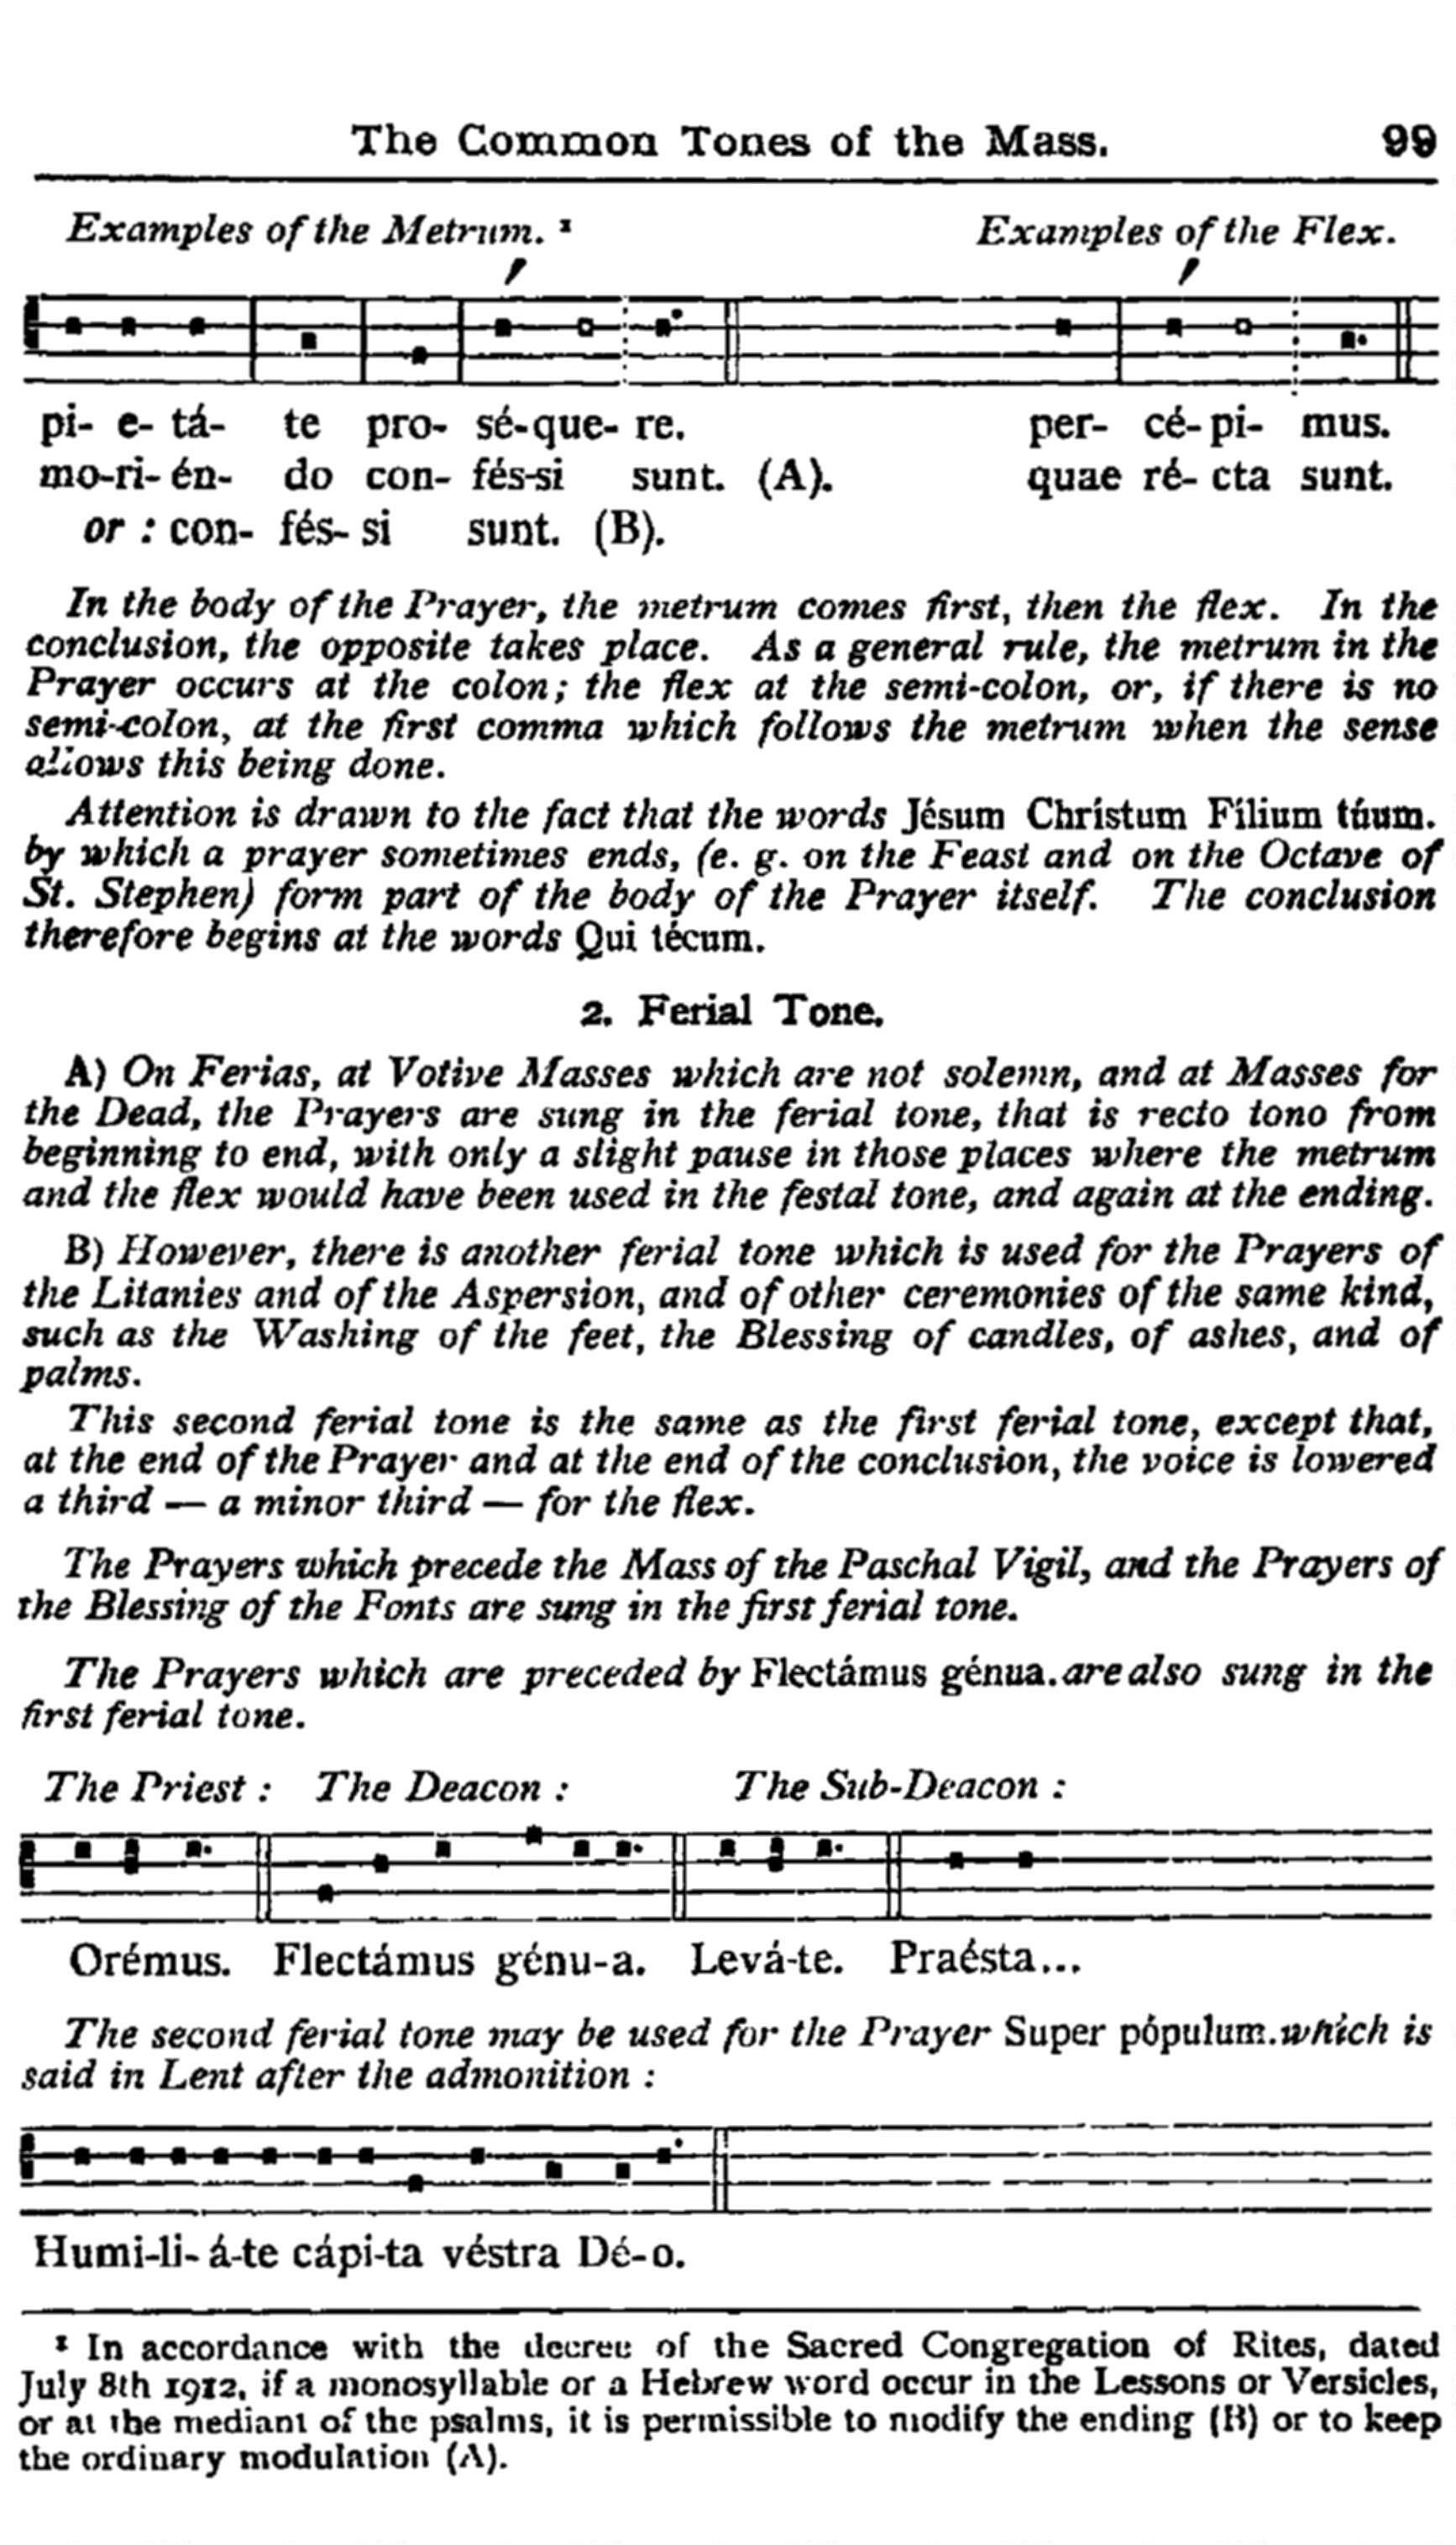 The Common Tones of the Mass. 99
Examples of the Metrum. ¹ Examples of the Flex.
pi- e- tá- te pro- sé-que- re. per- cé-pi- mus.
mo-ri-én- do con- fés-si sunt. (A). quae ré- cta sunt.
or : con- fés- si sunt. (B).
In the body of the Prayer, the metrum comes first, then the flex. In the
conclusion, the opposite takes place. As a general rule, the metrum in the
Prayer occurs at the colon; the flex at the semi-colon, or, if there is no
semi-colon, at the first comma which follows the metrum when the sense
allows this being done.
Attention is drawn to the fact that the words Jésum Chrístum Fílium túum.
by which a prayer sometimes ends, (e. g. on the Feast and on the Octave of
St. Stephen) form part of the body of the Prayer itself. The conclusion
therefore begins at the words Qui técum.
2. Ferial Tone.
A) On Ferias, at Votive Masses which are not solemn, and at Masses for
the Dead, the Prayers are sung in the ferial tone, that is recto tono from
beginning to end, with only a slight pause in those places where the metrum
and the flex would have been used in the festal tone, and again at the ending.
B) However, there is another ferial tone which is used for the Prayers of
the Litanies and of the Aspersion, and of other ceremonies of the same kind,
such as the Washing of the feet, the Blessing of candles, of ashes, and of
palms.
This second ferial tone is the same as the first ferial tone, except that,
at the end of the Prayer and at the end of the conclusion, the voice is lowered
a third — a minor third — for the flex.
The Prayers which precede the Mass of the Paschal Vigil, and the Prayers of
the Blessing of the Fonts are sung in the first ferial tone.
The Prayers which are preceded by Flectámus génua. are also sung in the
first ferial tone.
The Priest : The Deacon : The Sub-Deacon :
Orémus. Flectámus génu-a. Levá-te. Praésta...
The second ferial tone may be used for the Prayer Super pópulum. which is
said in Lent after the admonition :
Humi-li- á-te cápi-ta véstra Dé-o.
¹ In accordance with the decree of the Sacred Congregation of Rites, dated
July 8th 1912, if a monosyllable or a Hebrew word occur in the Lessons or Versicles,
or at the mediant of the psalms, it is permissible to modify the ending (B) or to keep
the ordinary modulation (A).